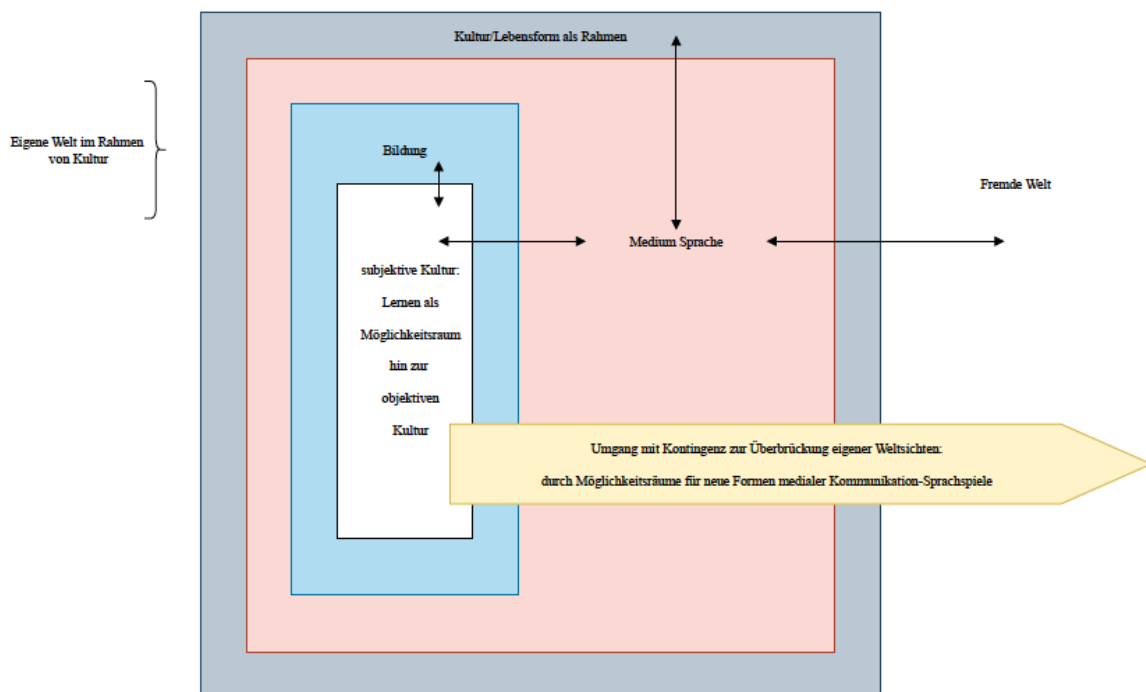 Kultur/Lebensform als Rahmen
Eigene Welt im Rahmen
von Kultur
Bildung
Fremde Welt
Medium Sprache
subjektive Kultur:
Lernen als
Möglichkeitsraum
hin zur
objektiven
Kultur
Umgang mit Kontingenz zur Überbrückung eigener Weltsichten:
durch Möglichkeitsräume für neue Formen medialer Kommunikation-Sprachspiele